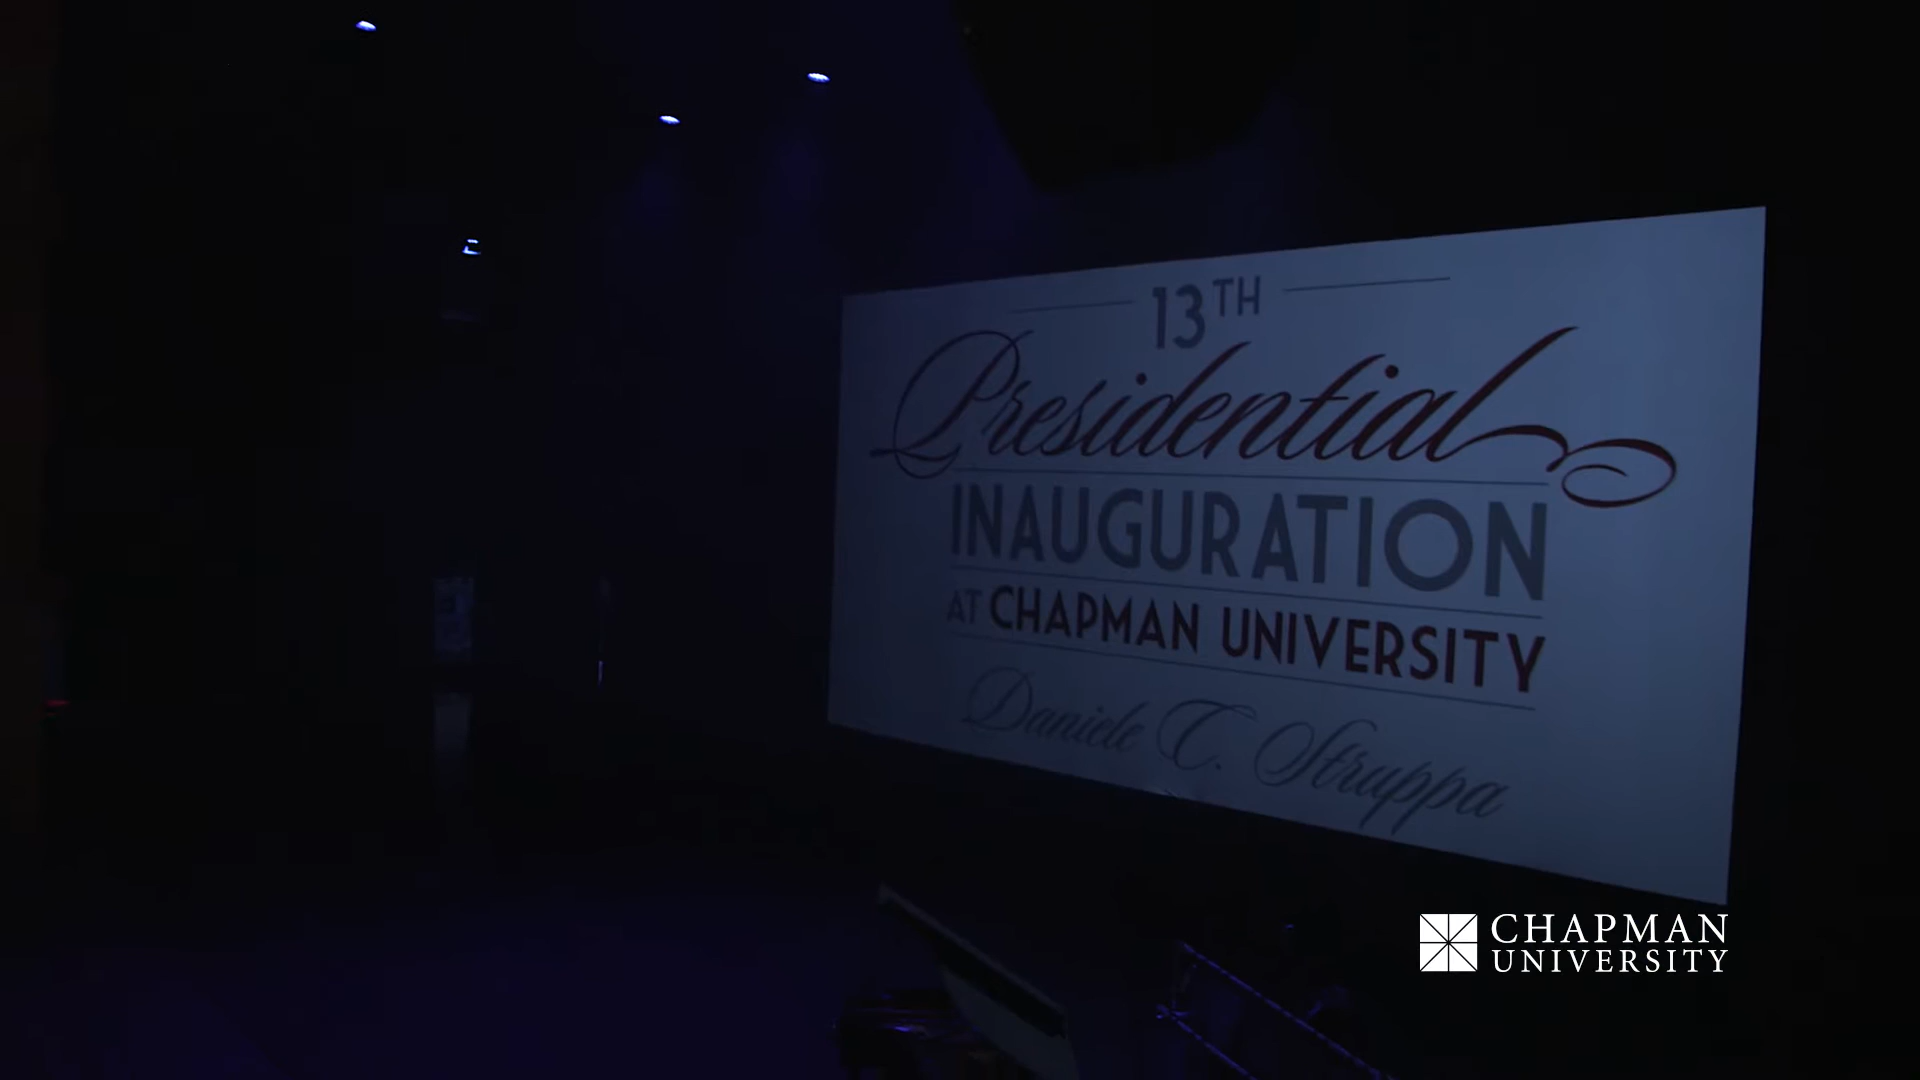 13TH
Presidential
INAUGURATION
AT CHAPMAN UNIVERSITY
Daniele C. Struppa
CHAPMAN
UNIVERSITY